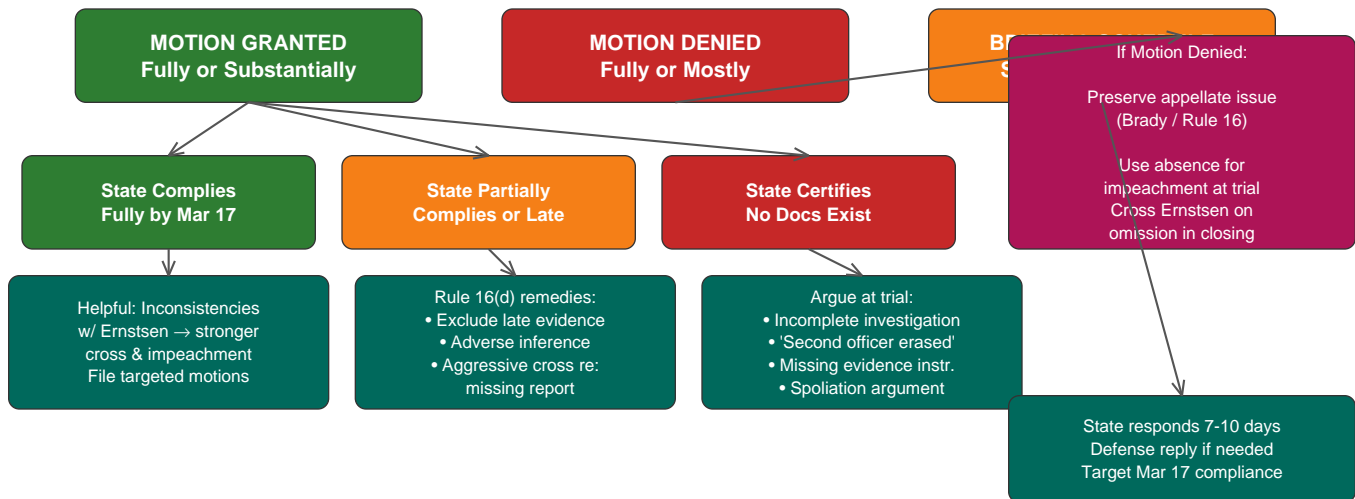 MOTION GRANTED
Fully or Substantially
MOTION DENIED
Fully or Mostly
If Motion Denied:
Preserve appellate issue
(Brady / Rule 16)
Use absence for
impeachment at trial
Cross Ernstsen on
omission in closing
State Complies
Fully by Mar 17
State Partially
Complies or Late
State Certifies
No Docs Exist
Helpful: Inconsistencies
w/ Ernstsen → stronger
cross & impeachment
File targeted motions
Rule 16(d) remedies:
• Exclude late evidence
• Adverse inference
• Aggressive cross re:
missing report
Argue at trial:
• Incomplete investigation
• 'Second officer erased'
• Missing evidence instr.
• Spoliation argument
State responds 7-10 days
Defense reply if needed
Target Mar 17 compliance